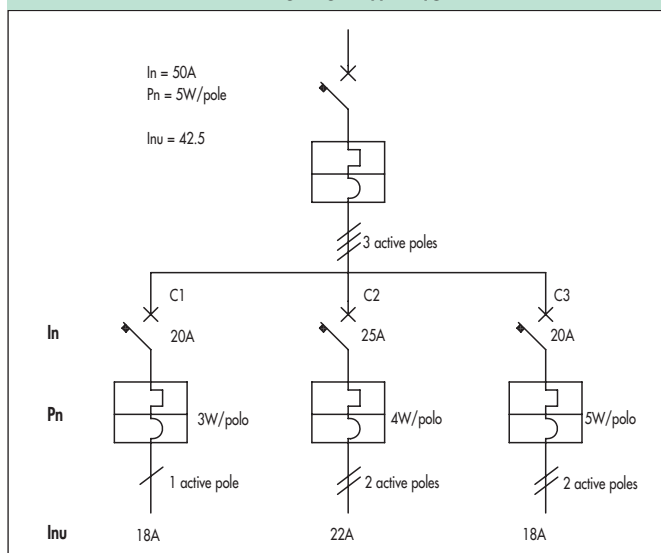 In = 50A
Pn = 5W/pole
Inu = 42.5
3 active poles
C1 C2 C3
In 20A 25A 20A
Pn 3W/polo 4W/polo 5W/polo
1 active pole 2 active poles 2 active poles
Inu 18A 22A 18A